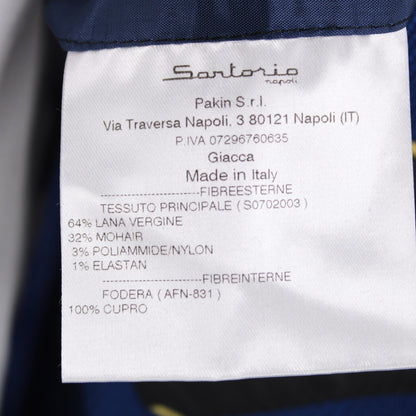 Sartorio
napoli
Pakin S.r.l.
Via Traversa Napoli, 3 80121 Napoli (IT)
P.IVA 07296760635
Giacca
Made in Italy
--------------------------FIBREESTERNE
TESSUTO PRINCIPALE ( S0702003 )
64% LANA VERGINE
32% MOHAIR
3% POLIAMMIDE/NYLON
1% ELASTAN
--------------------------FIBREINTERNE
FODERA ( AFN-831 )
100% CUPRO